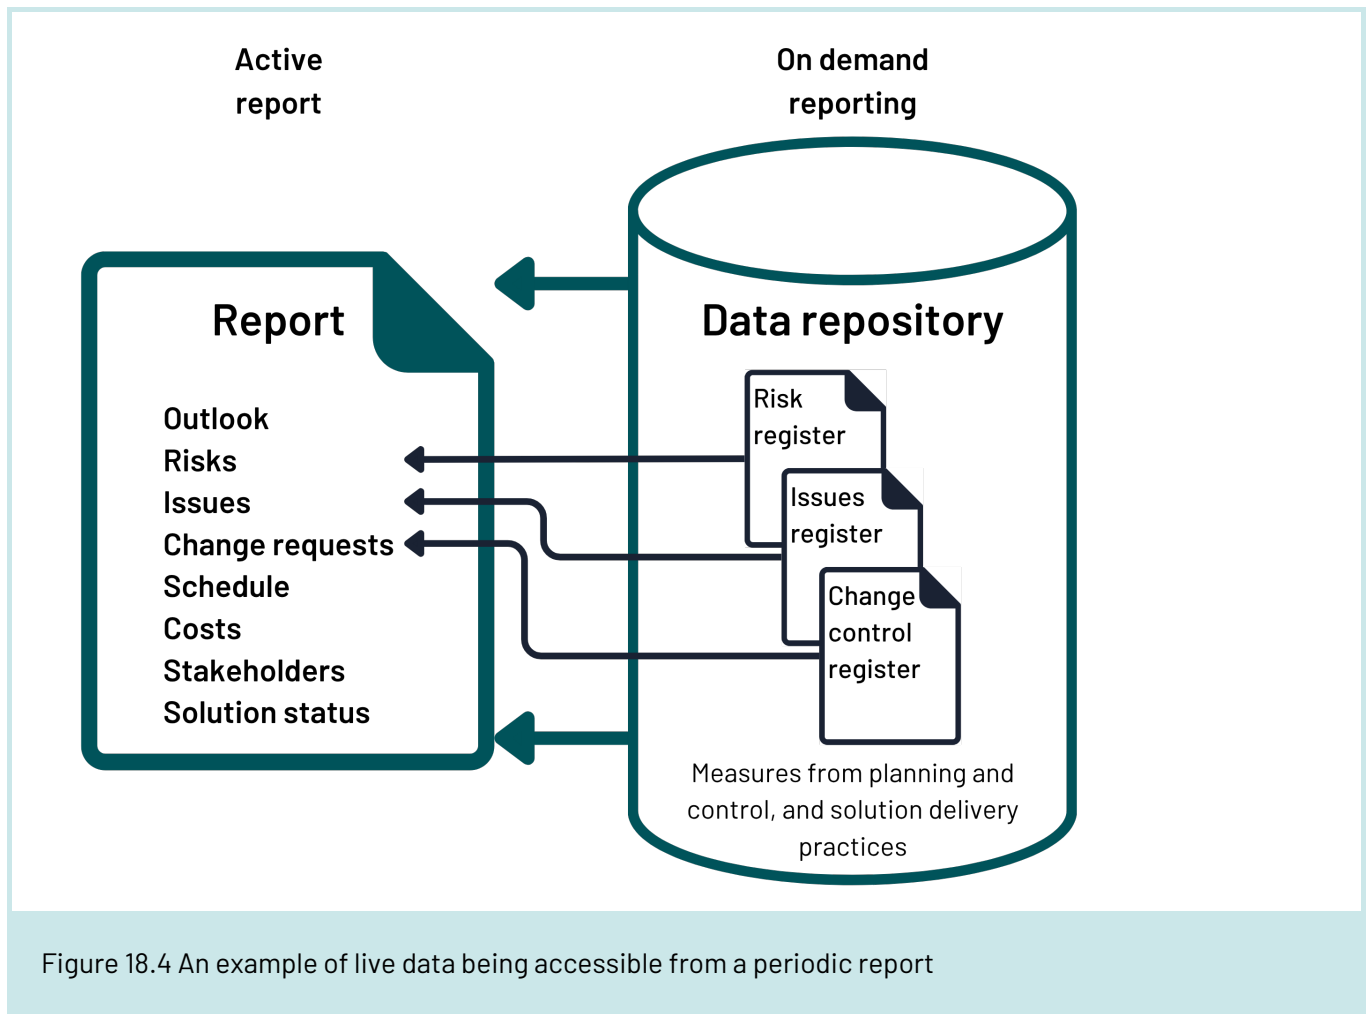 Active
report
On demand
reporting
Report
Outlook
Risks
Issues
Change requests
Schedule
Costs
Stakeholders
Solution status
Data repository
Risk
register
Issues
register
Change
control
register
Measures from planning and
control, and solution delivery
practices
Figure 18.4 An example of live data being accessible from a periodic report